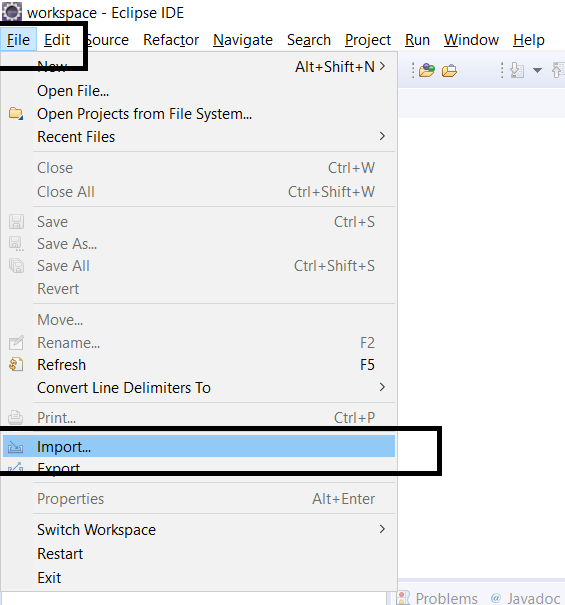 workspace - Eclipse IDE
File Edit Source Refactor Navigate Search Project Run Window Help
New Alt+Shift+N
Open File...
Open Projects from File System...
Recent Files
Close Ctrl+W
Close All Ctrl+Shift+W
Save Ctrl+S
Save As...
Save All Ctrl+Shift+S
Revert
Move...
Rename... F2
Refresh F5
Convert Line Delimiters To
Print... Ctrl+P
Import...
Export
Properties Alt+Enter
Switch Workspace
Restart
Exit
Problems @ Javadoc